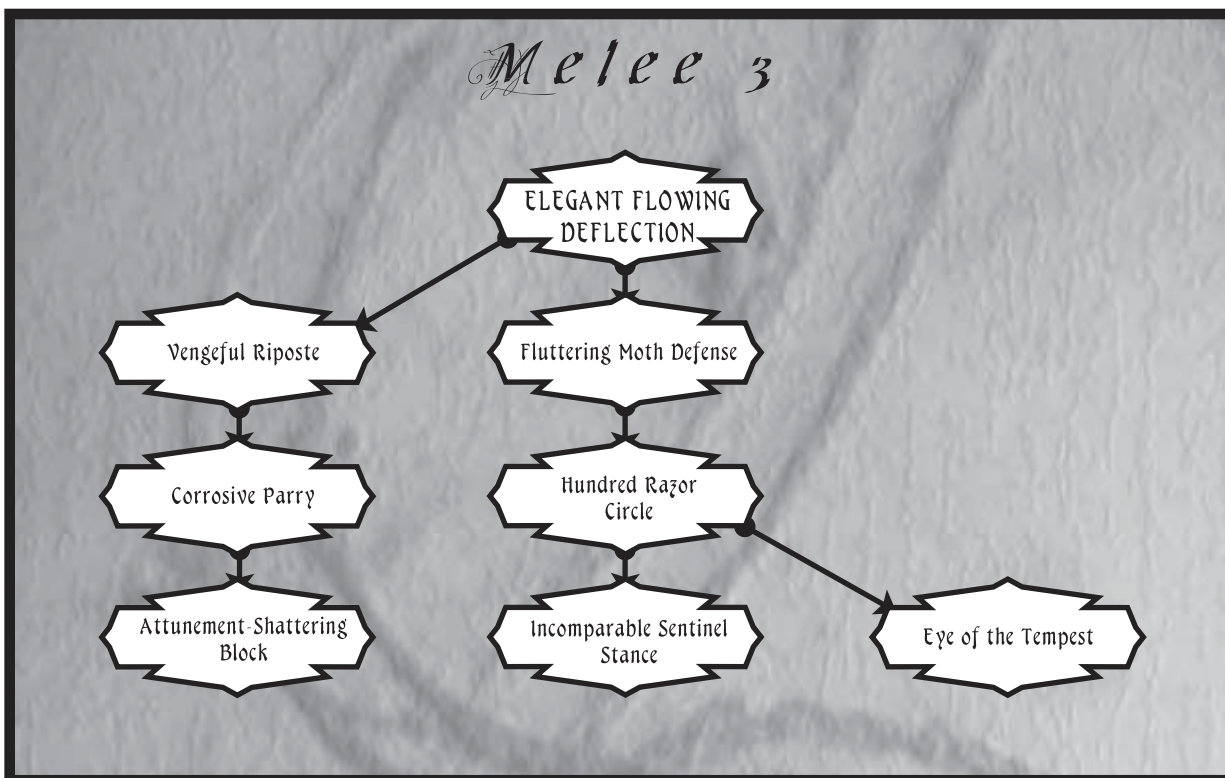 Melee 3
ELEGANT FLOWING
DEFLECTION
Vengeful Riposte
Fluttering Moth Defense
Corrosive Parry
Hundred Razor
Circle
Attunement-Shattering
Block
Incomparable Sentinel
Stance
Eye of the Tempest